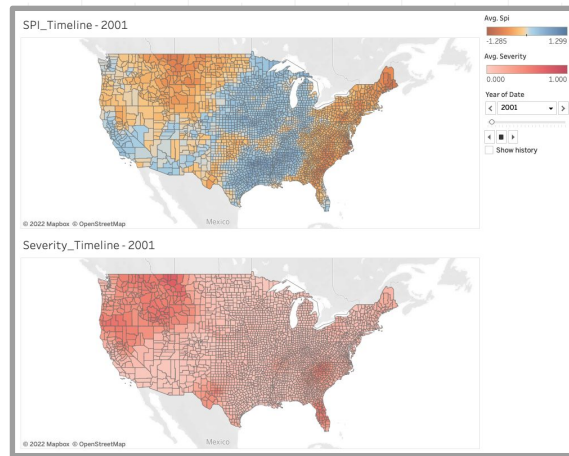 SPI_Timeline - 2001
Mexico
© 2022 Mapbox © OpenStreetMap
Avg. Spi
-1.285 1.299
Avg. Severity
0.000 1.000
Year of Date
2001
Show history
Severity_Timeline - 2001
Mexico
© 2022 Mapbox © OpenStreetMap